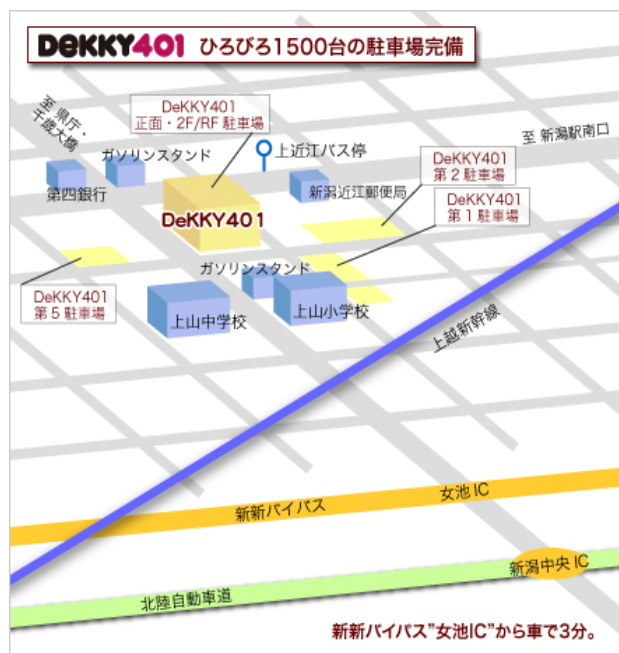 DeKKY401 ひろびろ1500台の駐車場完備
至 県庁・
千歳大橋
DeKKY401
正面・2F/RF 駐車場
ガソリンスタンド
上近江バス停
至 新潟駅南口
第四銀行
新潟近江郵便局
DeKKY401
第2駐車場
DeKKY401
第1駐車場
DeKKY401
ガソリンスタンド
DeKKY401
第5駐車場
上山中学校
上山小学校
上越新幹線
新新バイパス
女池IC
北陸自動車道
新潟中央IC
新新バイパス”女池IC”から車で3分。